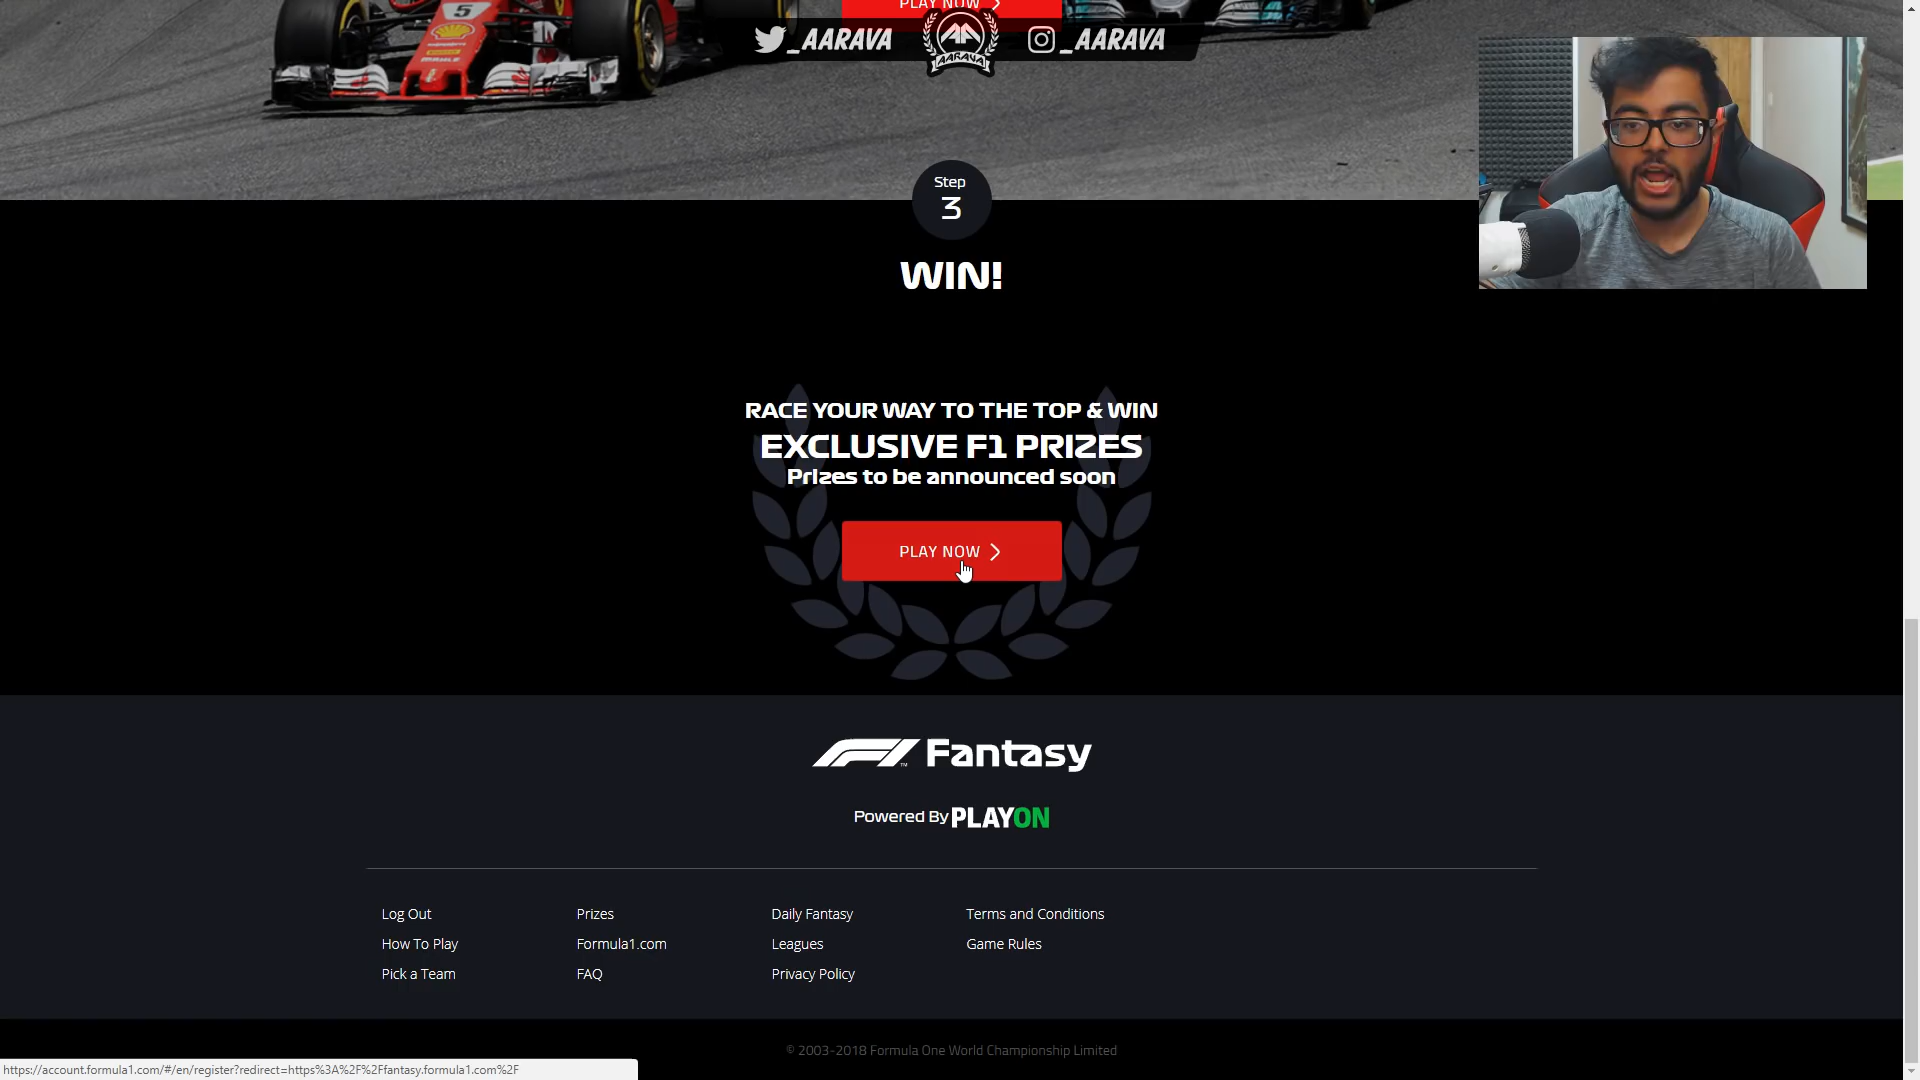 PLAY NOW
_AARAVA
AARAVA
_AARAVA
5
Step
3
WIN!
RACE YOUR WAY TO THE TOP & WIN
EXCLUSIVE F1 PRIZES
Prizes to be announced soon
PLAY NOW
F1 Fantasy
Powered By PLAYON
Log Out
Prizes
Daily Fantasy
Terms and Conditions
How To Play
Formula1.com
Leagues
Game Rules
Pick a Team
FAQ
Privacy Policy
© 2003-2018 Formula One World Championship Limited
https://account.formula1.com/#/en/register?redirect=https%3A%2F%2Ffantasy.formula1.com%2F